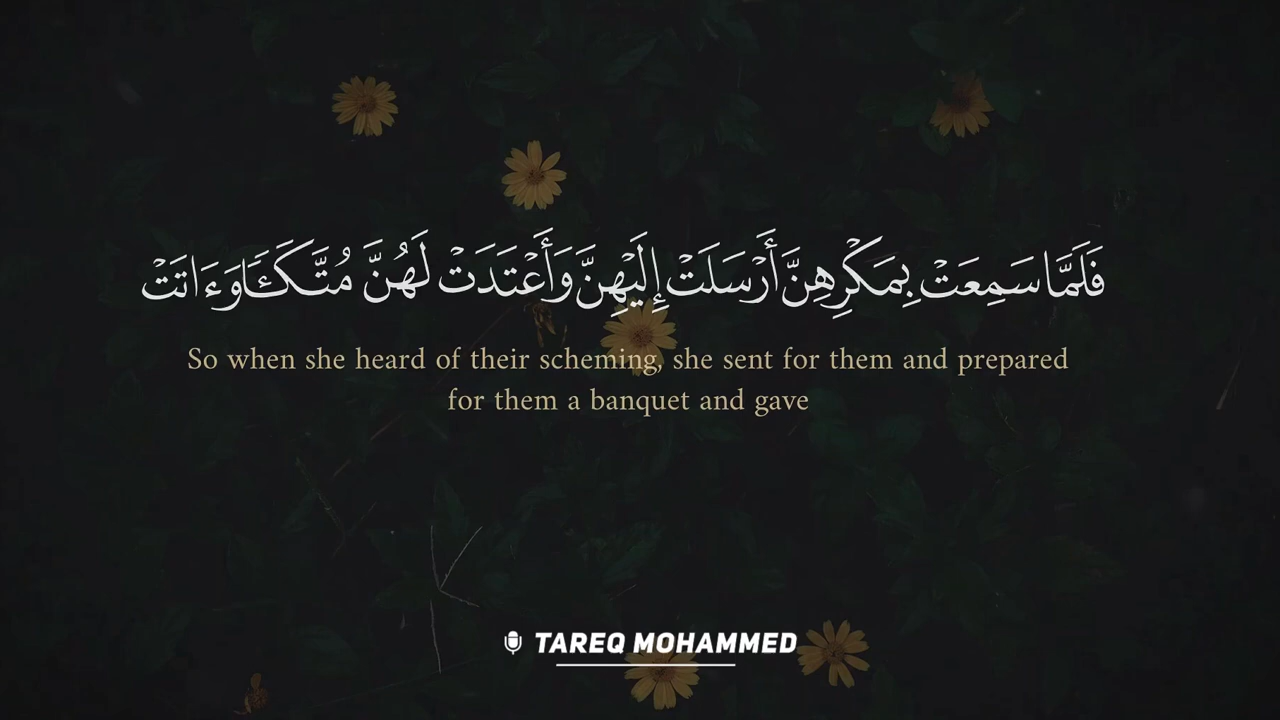 فَلَمَّا سَمِعَتْ بِمَكْرِهِنَّ أَرْسَلَتْ إِلَيْهِنَّ وَأَعْتَدَتْ لَهُنَّ مُتَّكَـًٔا وَءَاتَتْ
So when she heard of their scheming, she sent for them and prepared
for them a banquet and gave
TAREQ MOHAMMED